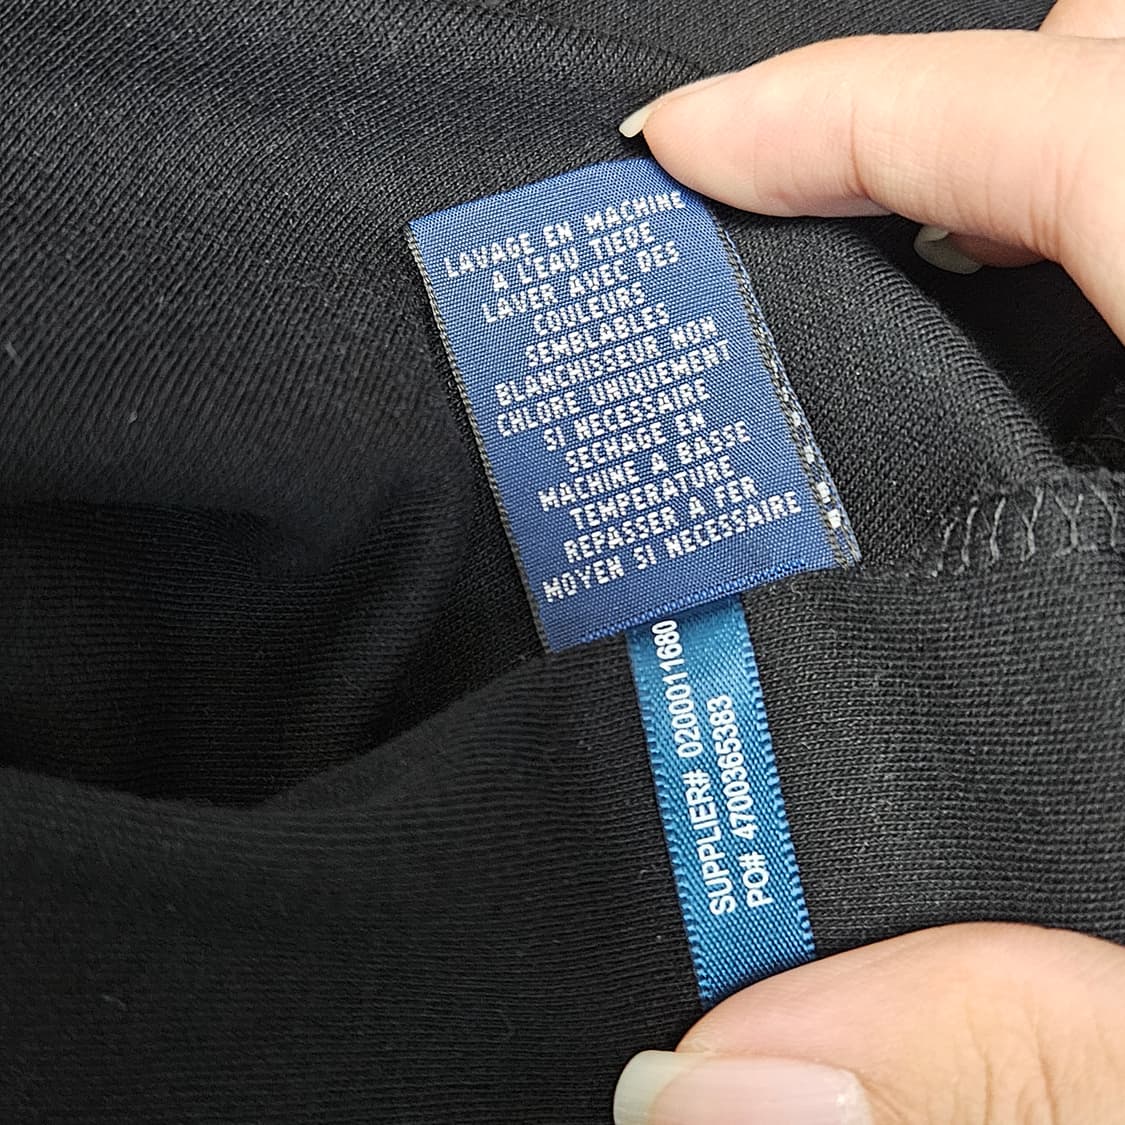 LAVAGE EN MACHINE
A L'EAU TIEDE
LAVER AVEC DES
COULEURS
SEMBLABLES
BLANCHISSEUR NON
CHLORE UNIQUEMENT
SI NECESSAIRE
SECHAGE EN
MACHINE A BASSE
TEMPERATURE
REPASSER A FER
MOYEN SI NECESSAIRE
SUPPLIER# 0200011680
PO# 4700365383